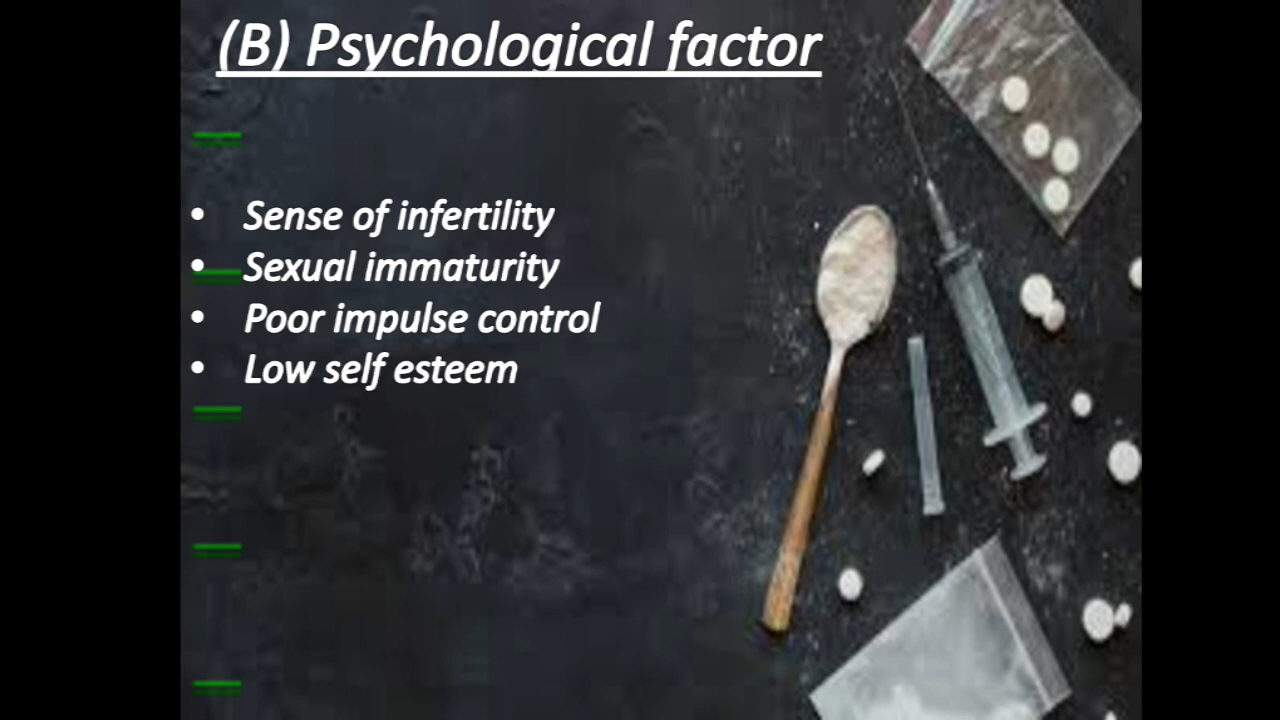 (B) Psychological factor
• Sense of infertility
• Sexual immaturity
• Poor impulse control
• Low self esteem